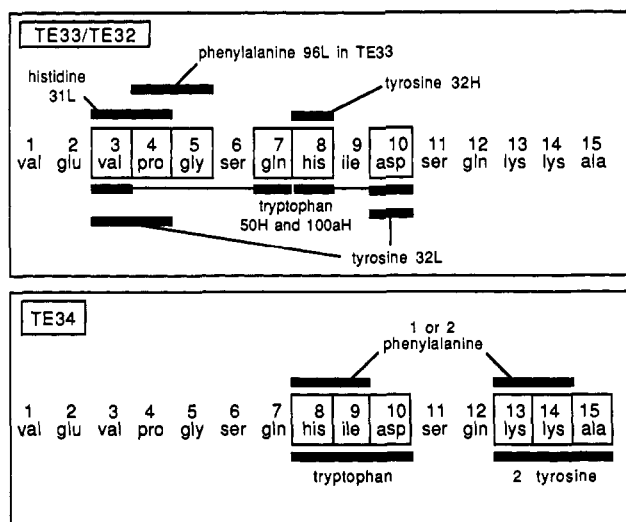 TE33/TE32
phenylalanine 96L in TE33
histidine
31L
tyrosine 32H
1 2 3 4 5 6 7 8 9 10 11 12 13 14 15
val glu val pro gly ser gln his ile asp ser gln lys lys ala
tryptophan
50H and 100aH
tyrosine 32L
TE34
1 or 2
phenylalanine
1 2 3 4 5 6 7 8 9 10 11 12 13 14 15
val glu val pro gly ser gln his ile asp ser gln lys lys ala
tryptophan 2 tyrosine